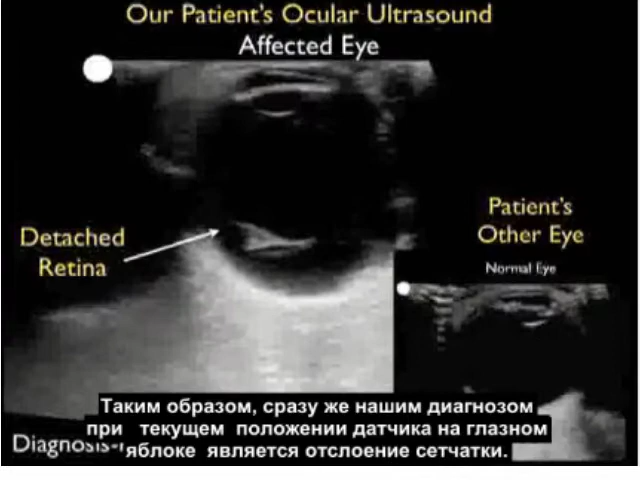 Our Patient's Ocular Ultrasound
Affected Eye
Detached
Retina
Patient's
Other Eye
Normal Eye
Таким образом, сразу же нашим диагнозом
при текущем положении датчика на глазном
яблоке является отслоение сетчатки.